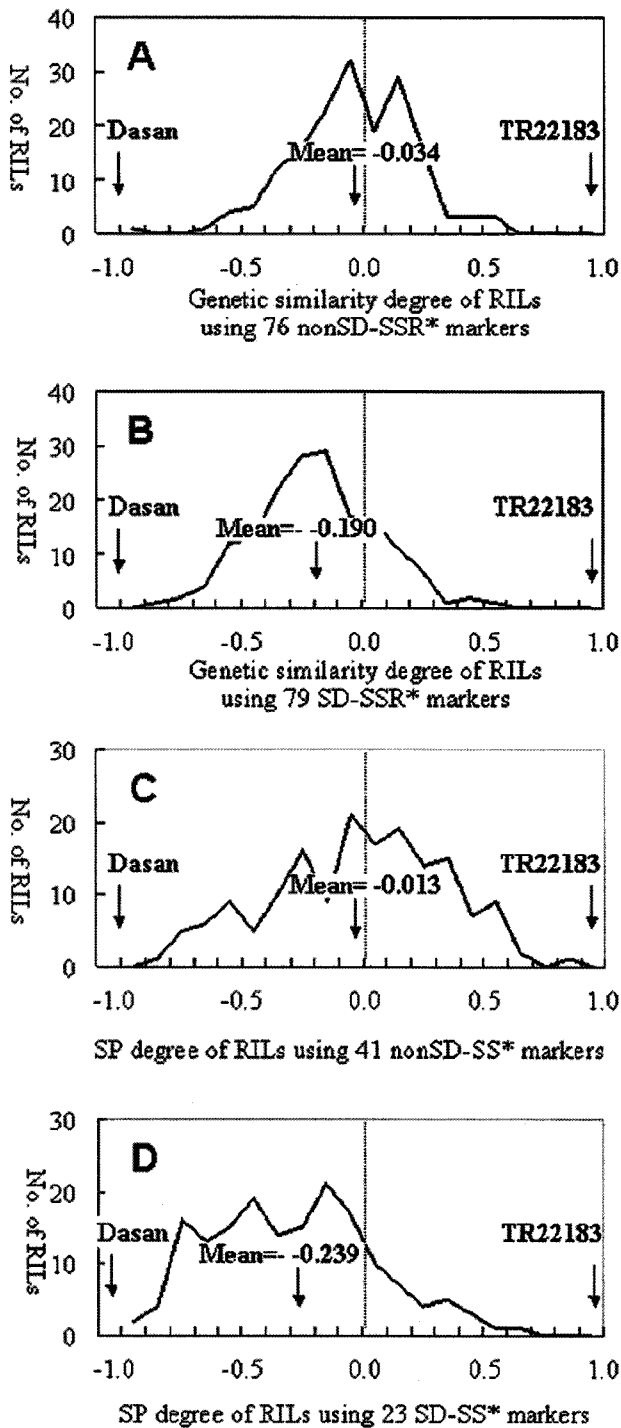 40
30
20
10
0
No. of RILs
A
Dasan
TR22183
Mean= -0.034
-1.0 -0.5 0.0 0.5 1.0
Genetic similarity degree of RILs
using 76 nonSD-SSR* markers
40
30
20
10
0
No. of RILs
B
Dasan
TR22183
Mean= -0.190
-1.0 -0.5 0.0 0.5 1.0
Genetic similarity degree of RILs
using 79 SD-SSR* markers
30
20
10
0
No. of RILs
C
Dasan
TR22183
Mean= -0.013
-1.0 -0.5 0.0 0.5 1.0
SP degree of RILs using 41 nonSD-SS* markers
30
20
10
0
No. of RILs
D
Dasan
TR22183
Mean= -0.239
-1.0 -0.5 0.0 0.5 1.0
SP degree of RILs using 23 SD-SS* markers